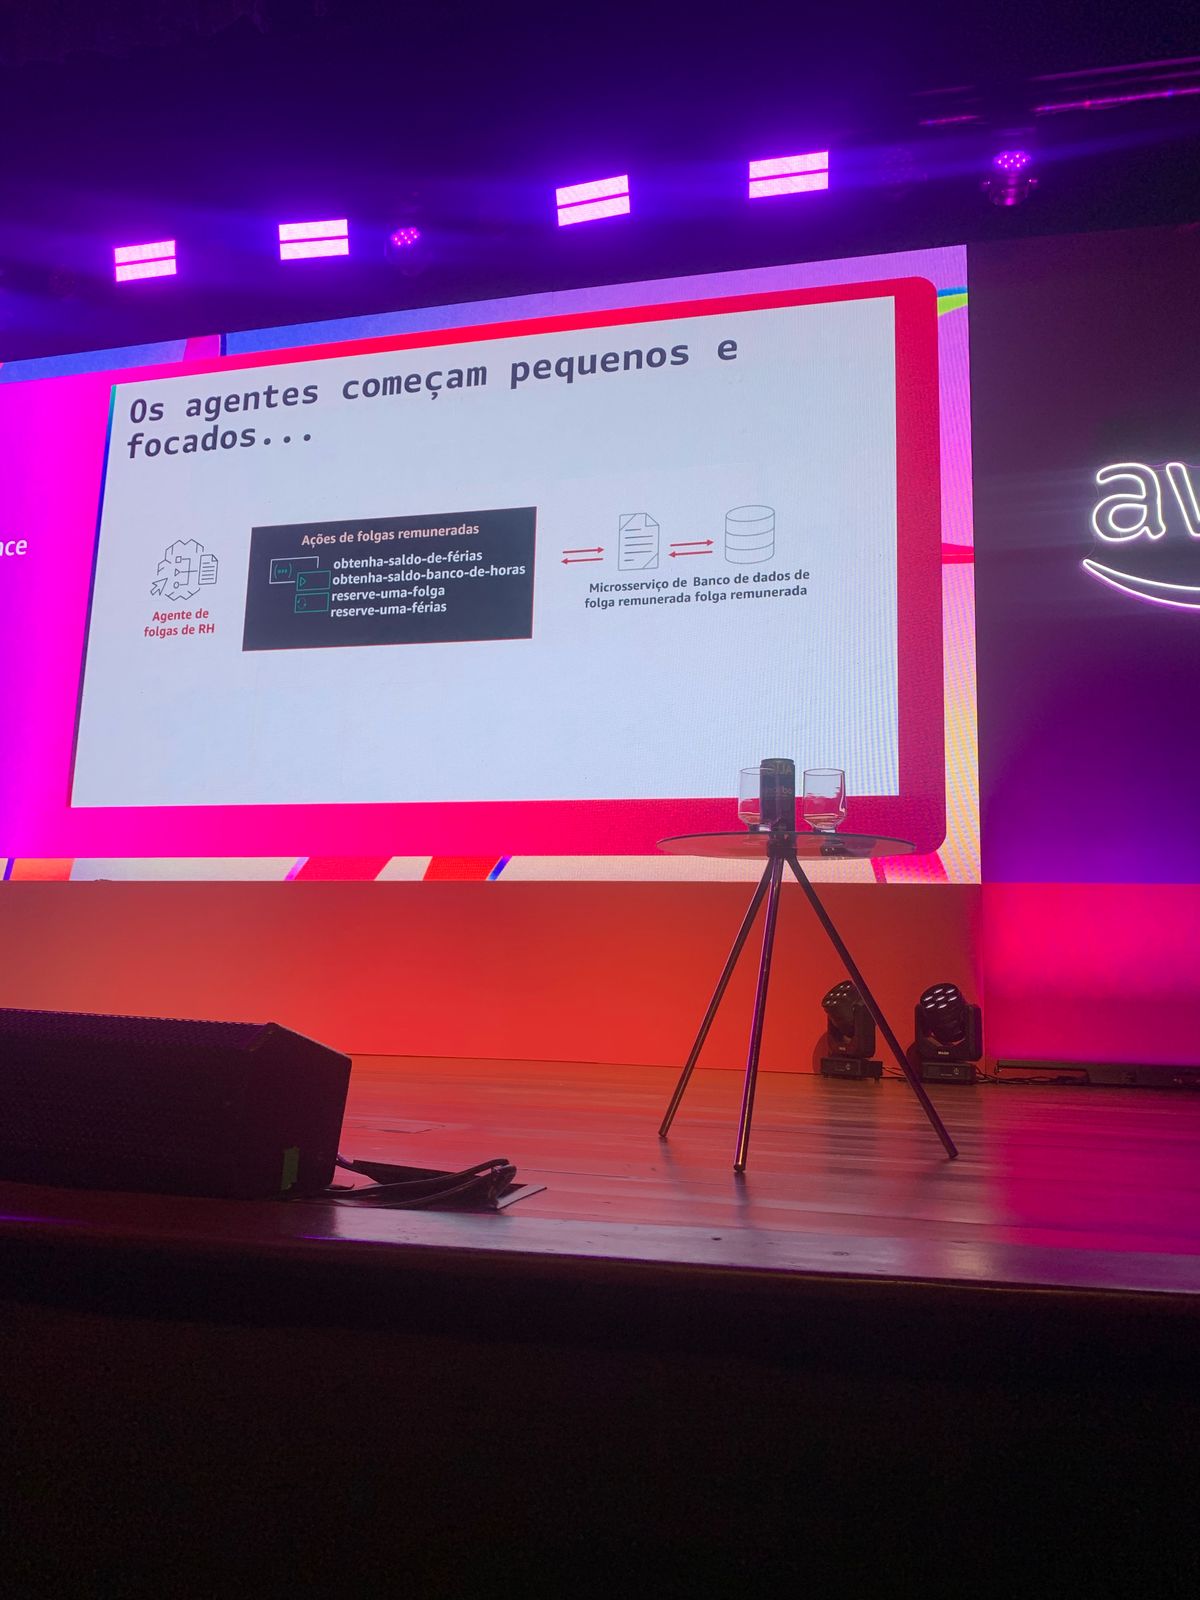 Os agentes começam pequenos e
focados...
Ações de folgas remuneradas
obtenha-saldo-de-férias
obtenha-saldo-banco-de-horas
reserve-uma-folga
reserve-uma-férias
Agente de
folgas de RH
Microsserviço de
folga remunerada
Banco de dados de
folga remunerada